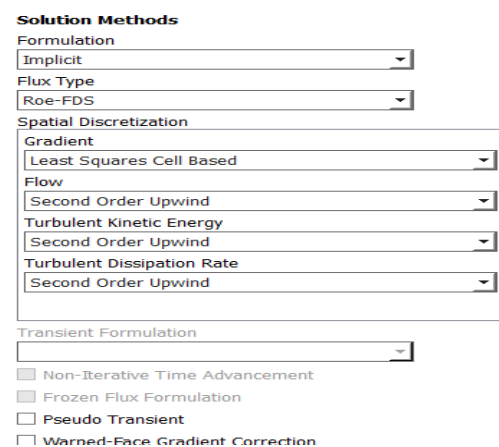 Solution Methods
Formulation
Implicit
Flux Type
Roe-FDS
Spatial Discretization
Gradient
Least Squares Cell Based
Flow
Second Order Upwind
Turbulent Kinetic Energy
Second Order Upwind
Turbulent Dissipation Rate
Second Order Upwind
Transient Formulation
Non-Iterative Time Advancement
Frozen Flux Formulation
Pseudo Transient
Warped-Face Gradient Correction